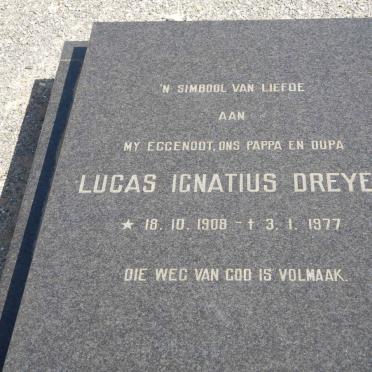 'N SIMBOOL VAN LIEFDE
AAN
MY EGGENOOT, ONS PAPPA EN OUPA
LUCAS IGNATIUS DREYE
★ 18. 10. 1908 - † 3. 1. 1977
DIE WEG VAN GOD IS VOLMAAK.